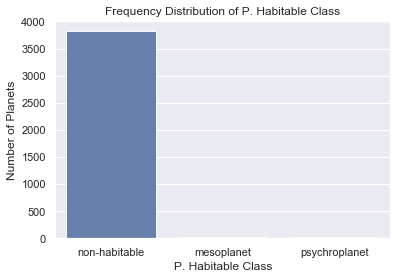 Frequency Distribution of P. Habitable Class
4000
3500
3000
2500
2000
1500
1000
500
0
Number of Planets
non-habitable mesoplanet psychroplanet
P. Habitable Class